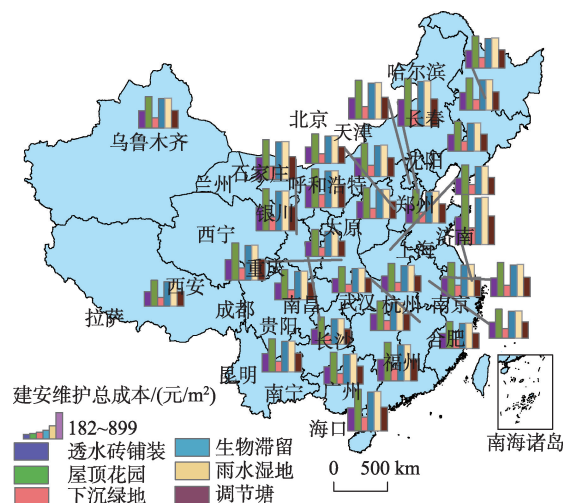 哈尔滨
长春
北京
天津
沈阳
乌鲁木齐
石家庄
兰州
呼和浩特
银川
郑州
西宁
太原
济南
上海
重庆
西安
拉萨
成都
南昌
武汉
杭州
南京
贵阳
长沙
合肥
昆明
南宁
广州
福州
海口
南海诸岛
建安维护总成本/(元/m²)
182~899
透水砖铺装
屋顶花园
下沉绿地
生物滞留
雨水湿地
调节塘
0 500 km